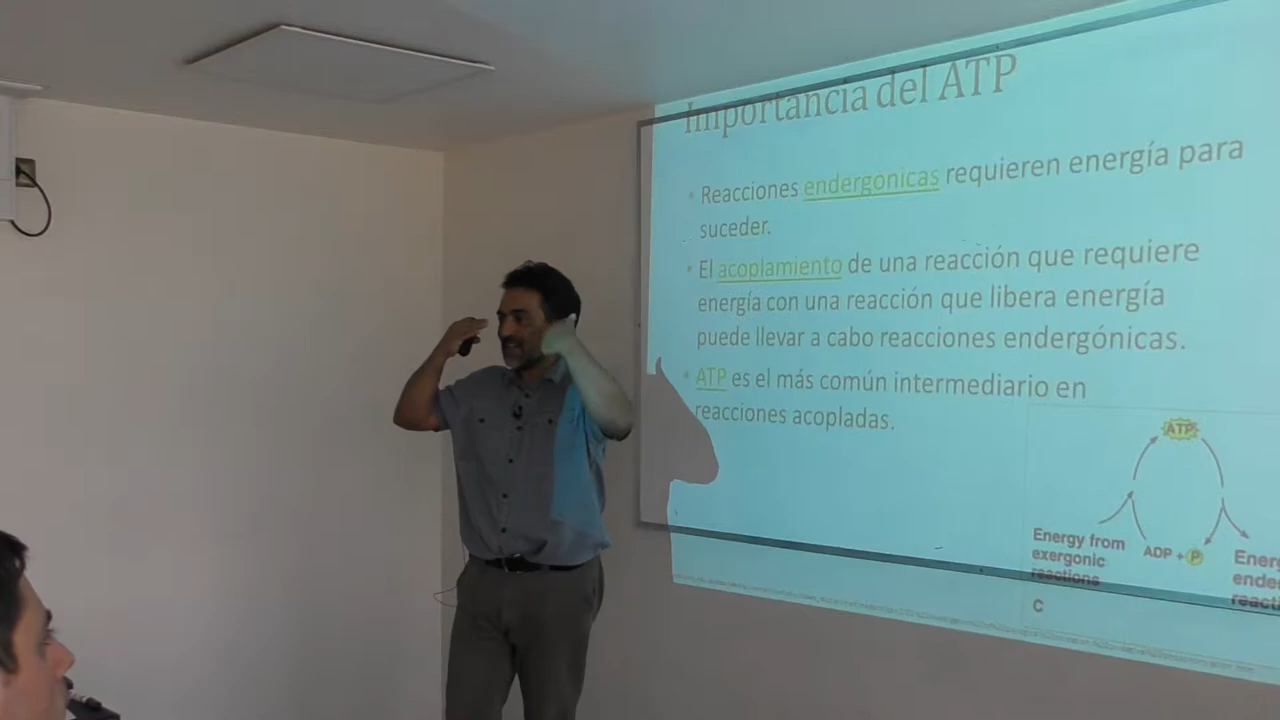 Importancia del ATP
• Reacciones endergónicas requieren energía para
suceder.
• El acoplamiento de una reacción que requiere
energía con una reacción que libera energía
puede llevar a cabo reacciones endergónicas.
• ATP es el más común intermediario en
reacciones acopladas.
ATP
Energy from
exergonic
reactions
ADP + P
C